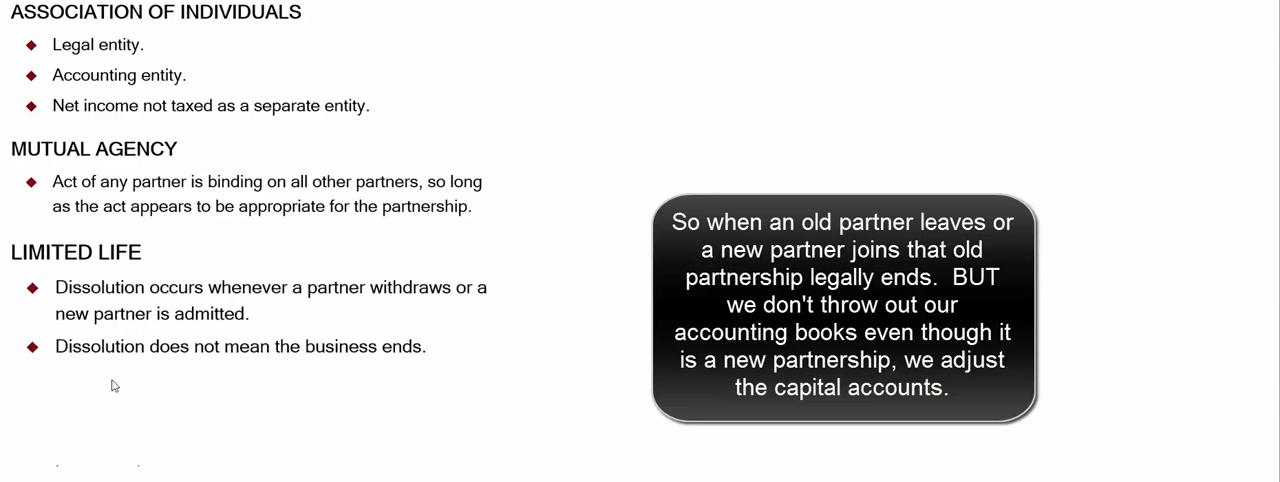 ASSOCIATION OF INDIVIDUALS
Legal entity.
Accounting entity.
Net income not taxed as a separate entity.
MUTUAL AGENCY
Act of any partner is binding on all other partners, so long
as the act appears to be appropriate for the partnership.
LIMITED LIFE
Dissolution occurs whenever a partner withdraws or a
new partner is admitted.
Dissolution does not mean the business ends.
So when an old partner leaves or
a new partner joins that old
partnership legally ends. BUT
we don't throw out our
accounting books even though it
is a new partnership, we adjust
the capital accounts.